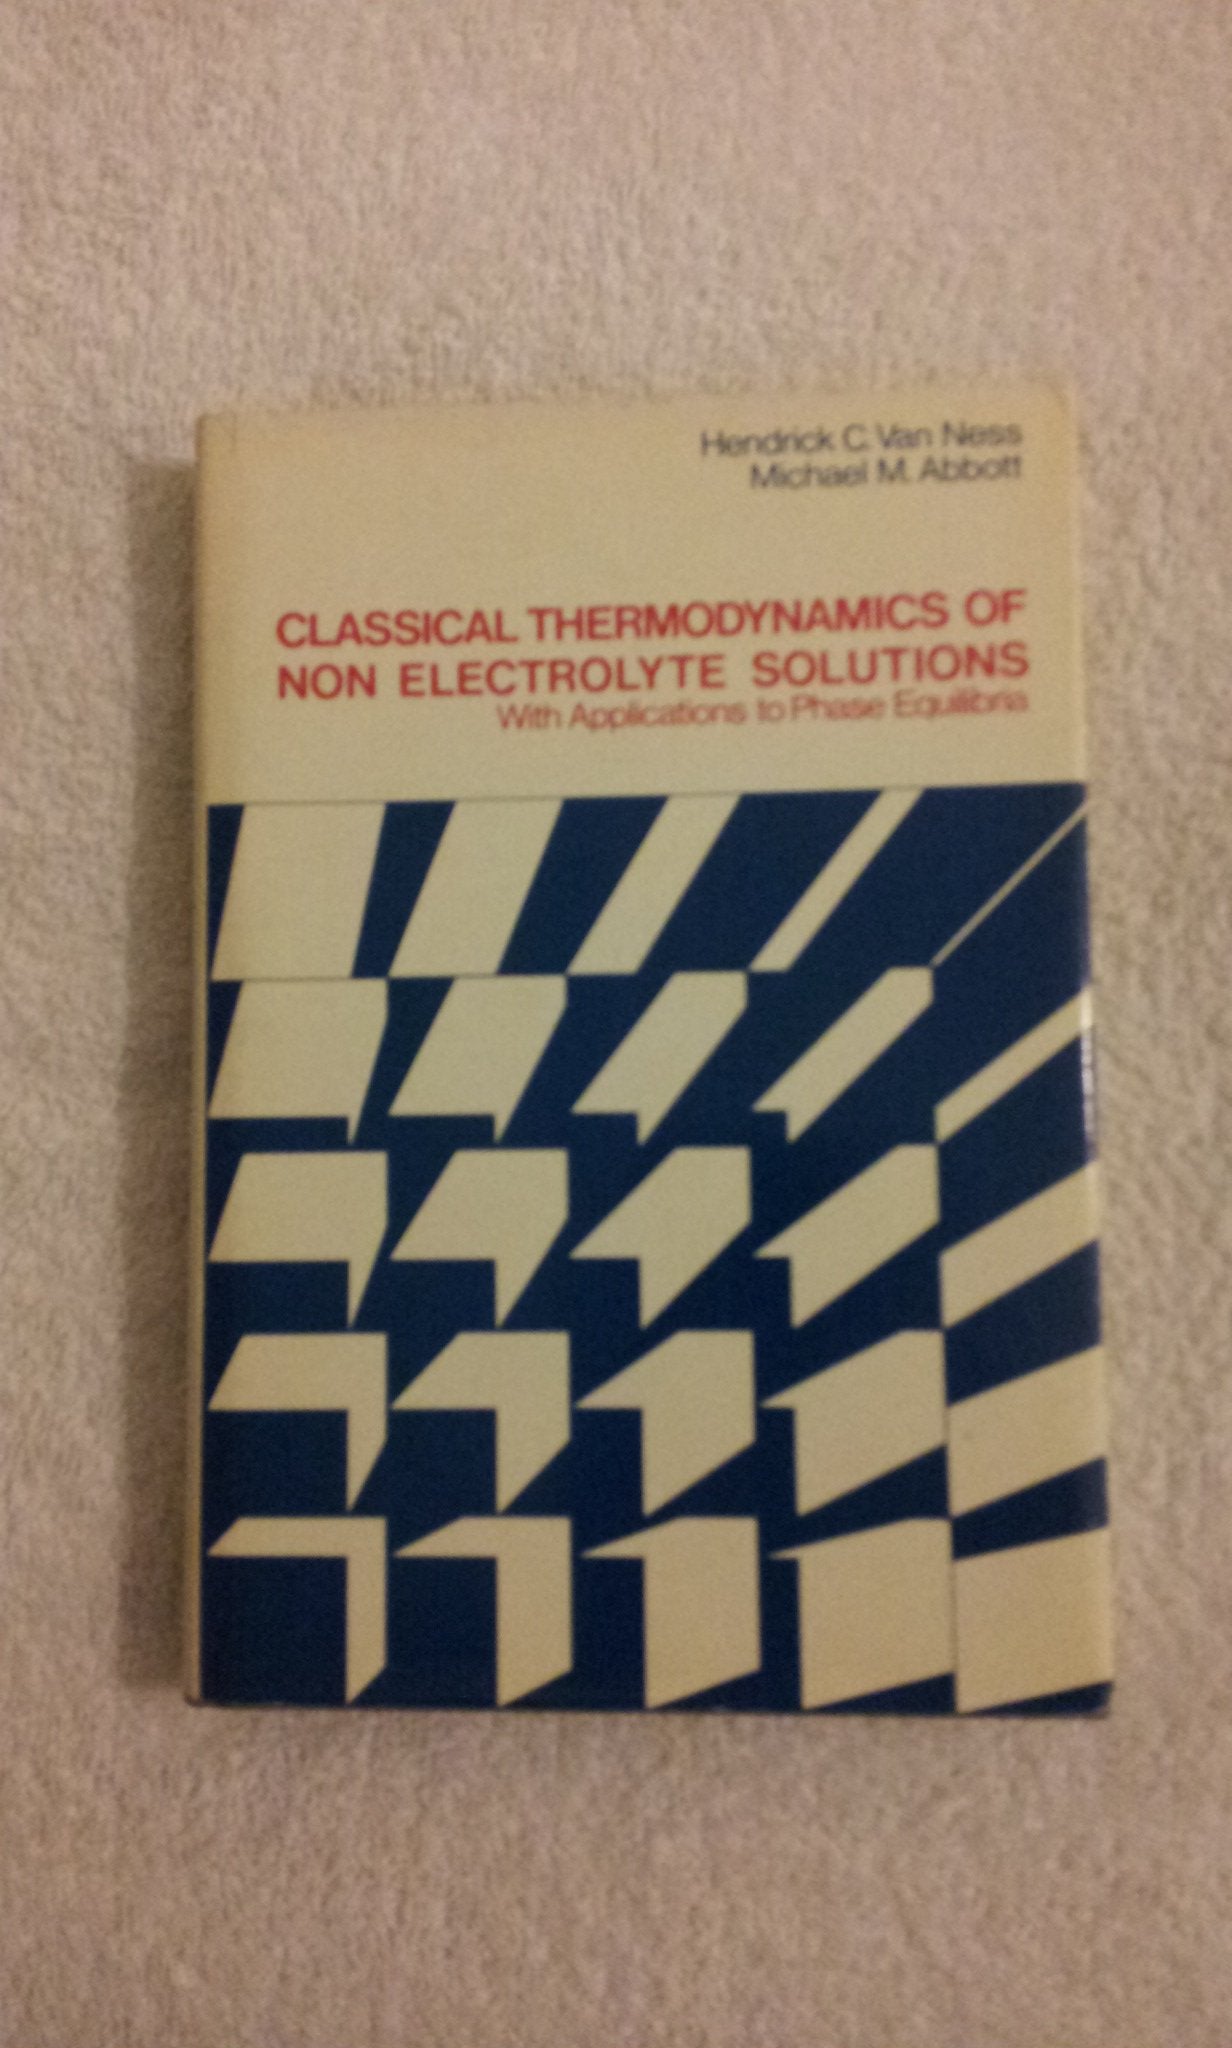 Hendrick C. Van Ness
Michael M. Abbott
CLASSICAL THERMODYNAMICS OF
NON ELECTROLYTE SOLUTIONS
With Applications to Phase Equilibria